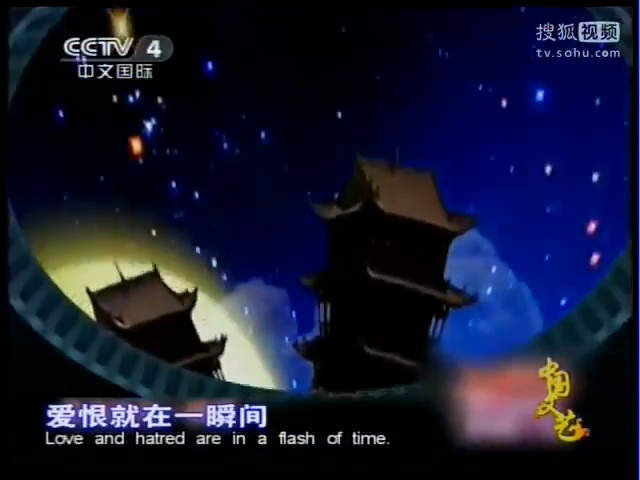 CCTV 4
中文国际
搜狐视频
tv.sohu.com
中国文艺
爱恨就在一瞬间
Love and hatred are in a flash of time.